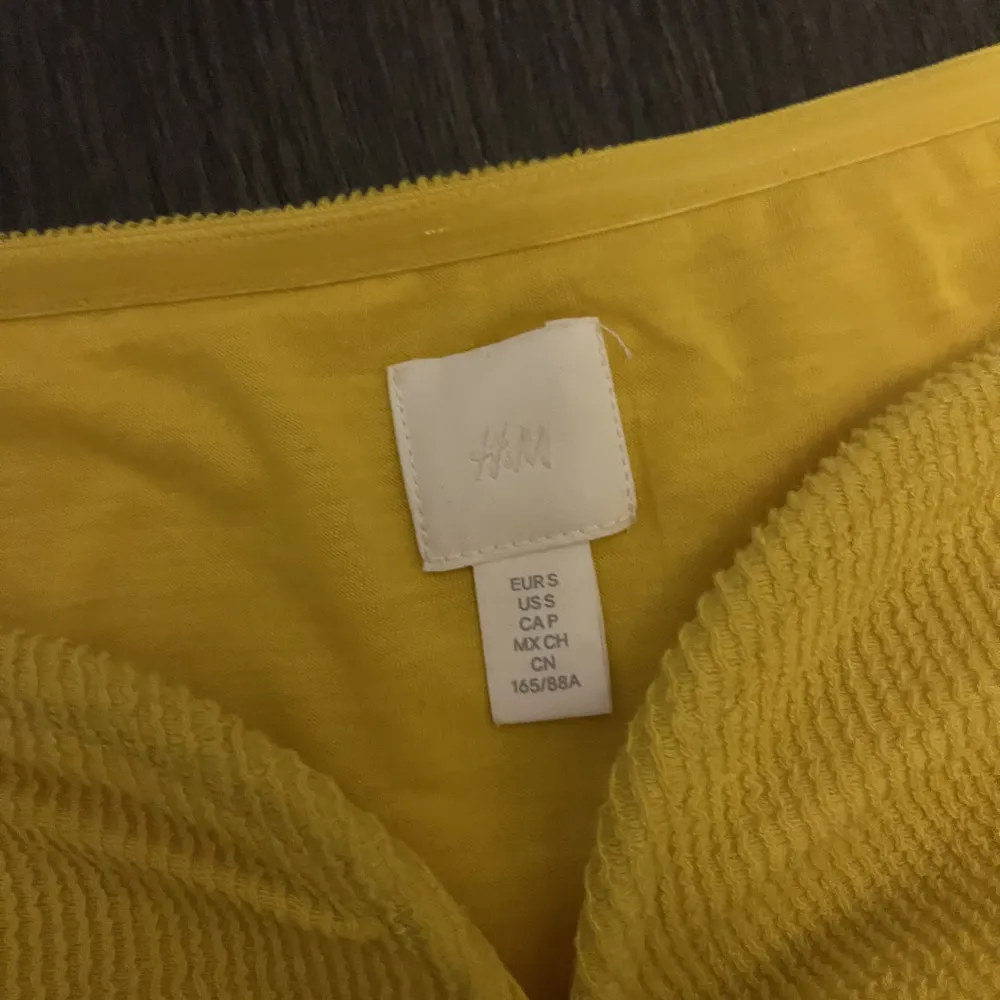 H&M
EUR S
US S
CA P
MX CH
CN
165/88A